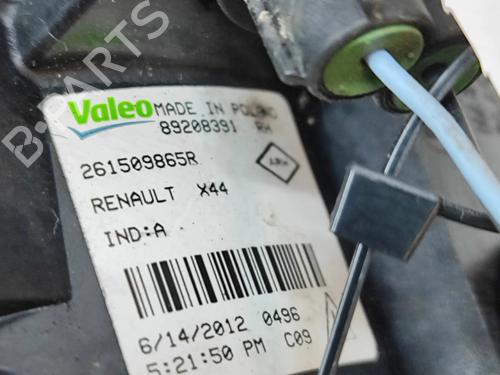 B-PARTS
Valeo MADE IN POLAND
89208391 RH
261509865R
RENAULT X44
IND:A
6/14/2012 0496
5:21:50 PM C09